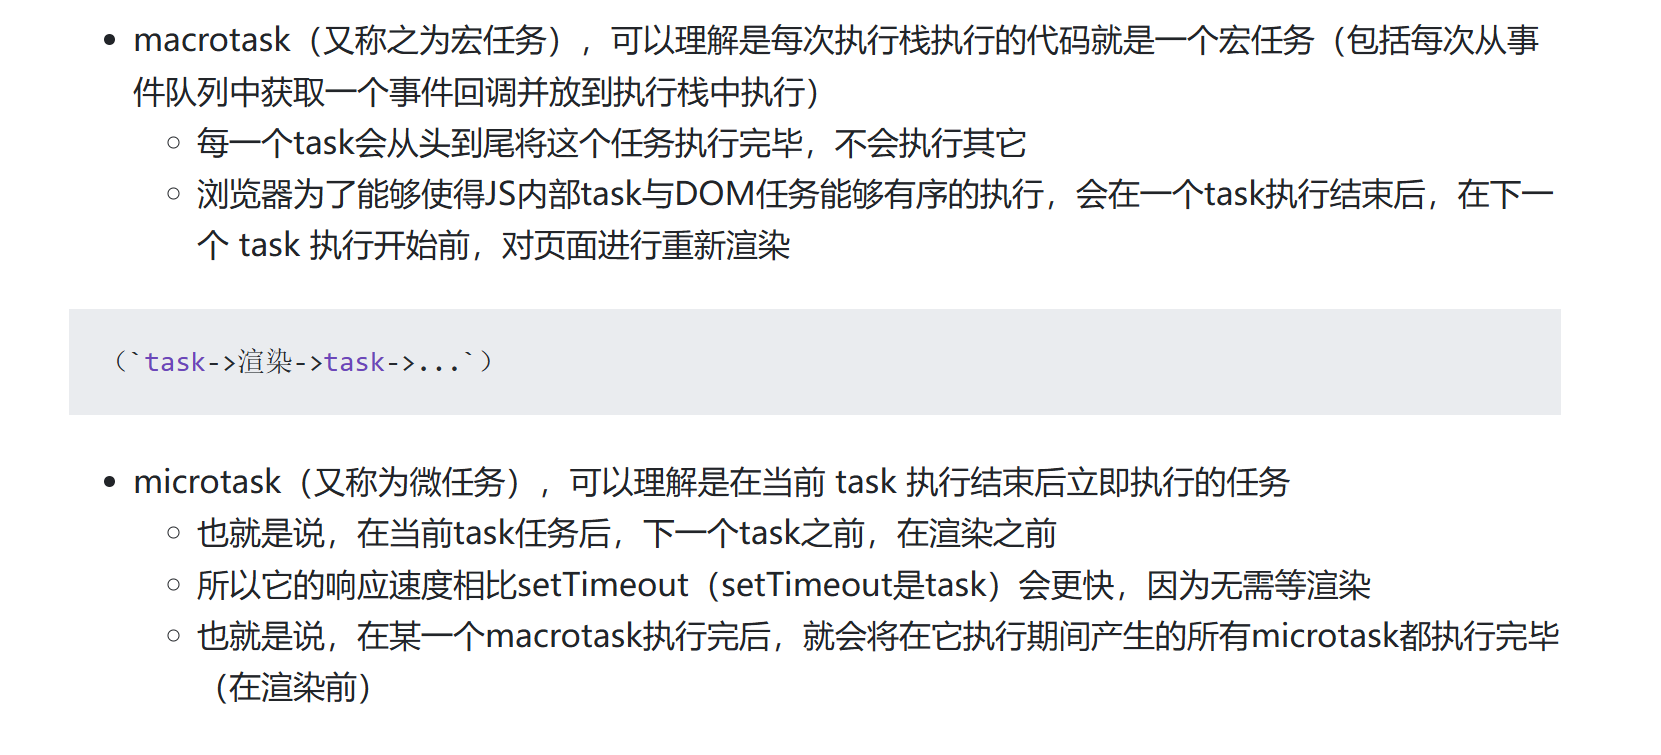 macrotask（又称之为宏任务），可以理解是每次执行栈执行的代码就是一个宏任务（包括每次从事
件队列中获取一个事件回调并放到执行栈中执行）
每一个task会从头到尾将这个任务执行完毕，不会执行其它
浏览器为了能够使得JS内部task与DOM任务能够有序的执行，会在一个task执行结束后，在下一
个 task 执行开始前，对页面进行重新渲染
（`task->渲染->task->...`）
microtask（又称为微任务），可以理解是在当前 task 执行结束后立即执行的任务
也就是说，在当前task任务后，下一个task之前，在渲染之前
所以它的响应速度相比setTimeout（setTimeout是task）会更快，因为无需等渲染
也就是说，在某一个macrotask执行完后，就会将在它执行期间产生的所有microtask都执行完毕
（在渲染前）